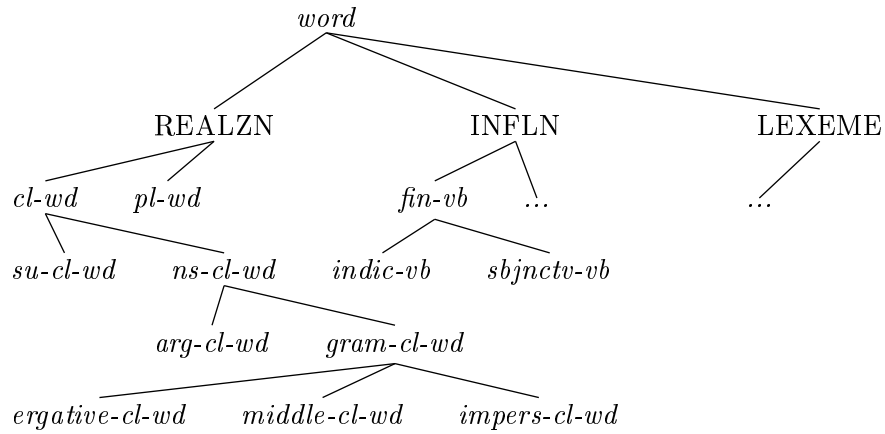 word
REALZN INFLN LEXEME
cl-wd pl-wd fin-vb ... ...
su-cl-wd ns-cl-wd indic-vb sbjnctv-vb
arg-cl-wd gram-cl-wd
ergative-cl-wd middle-cl-wd impers-cl-wd